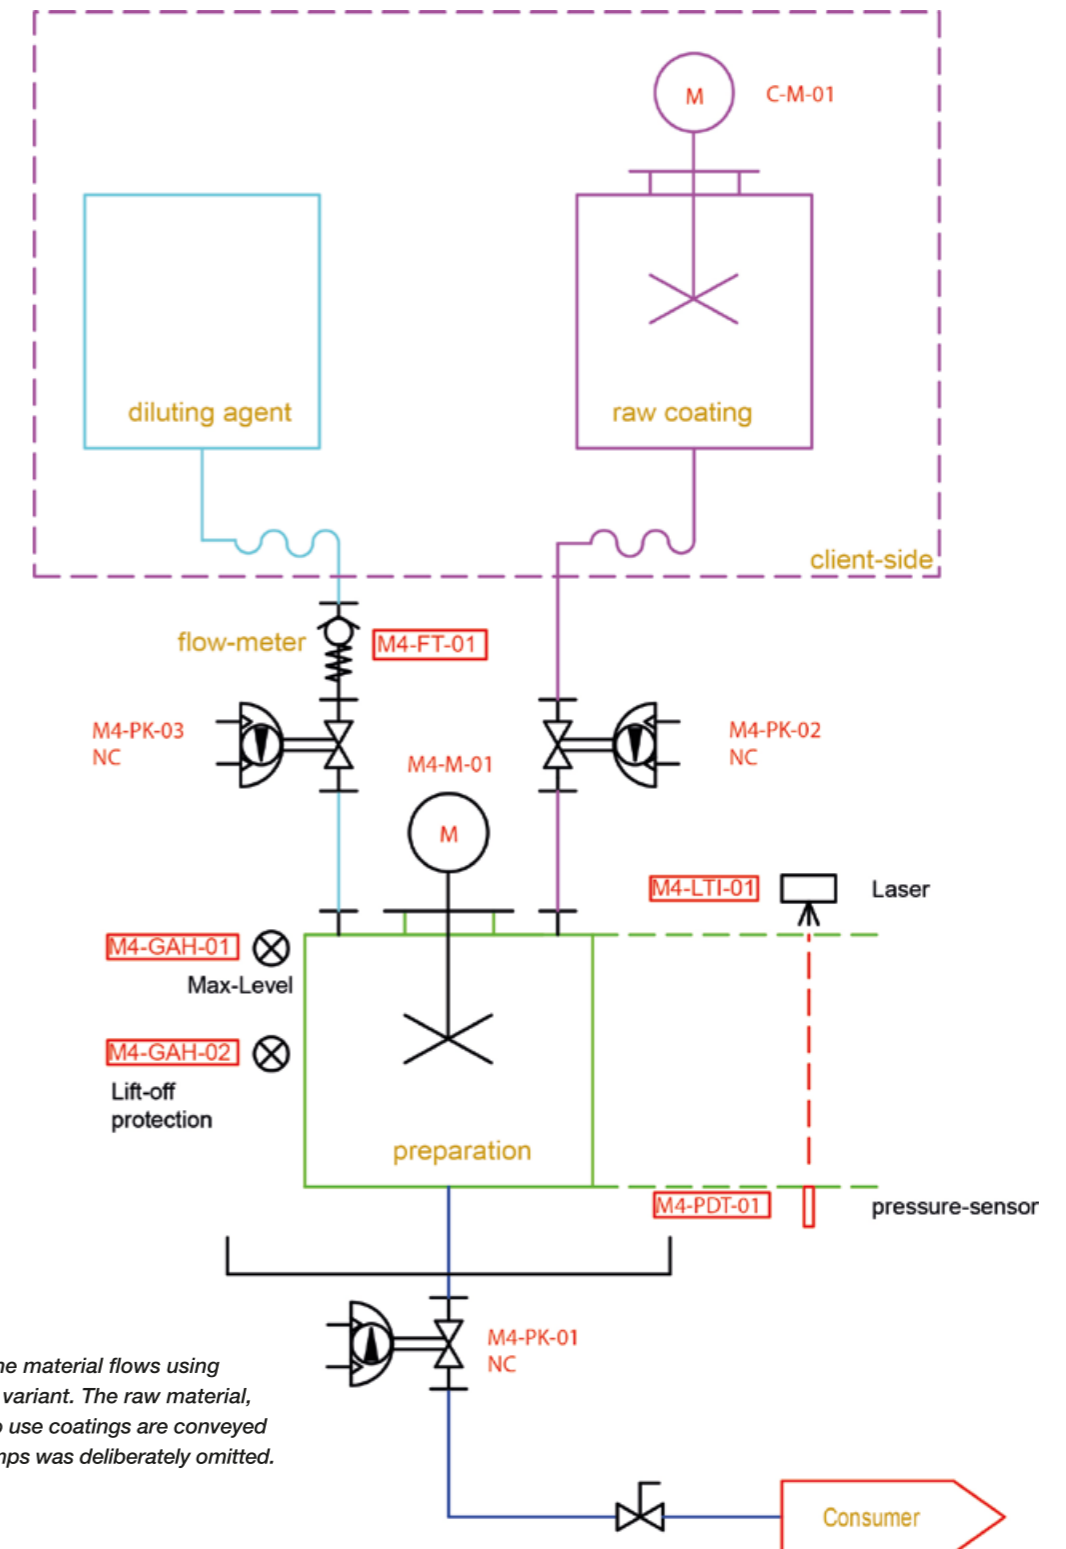 M
C-M-01
diluting agent
raw coating
client-side
flow-meter
M4-FT-01
M4-PK-03
NC
M4-PK-02
NC
M4-M-01
M
M4-LTI-01
Laser
M4-GAH-01
Max-Level
M4-GAH-02
Lift-off
protection
preparation
M4-PDT-01
pressure-sensor
M4-PK-01
NC
material flows using
variant. The raw material,
use coatings are conveyed
was deliberately omitted.
Consumer